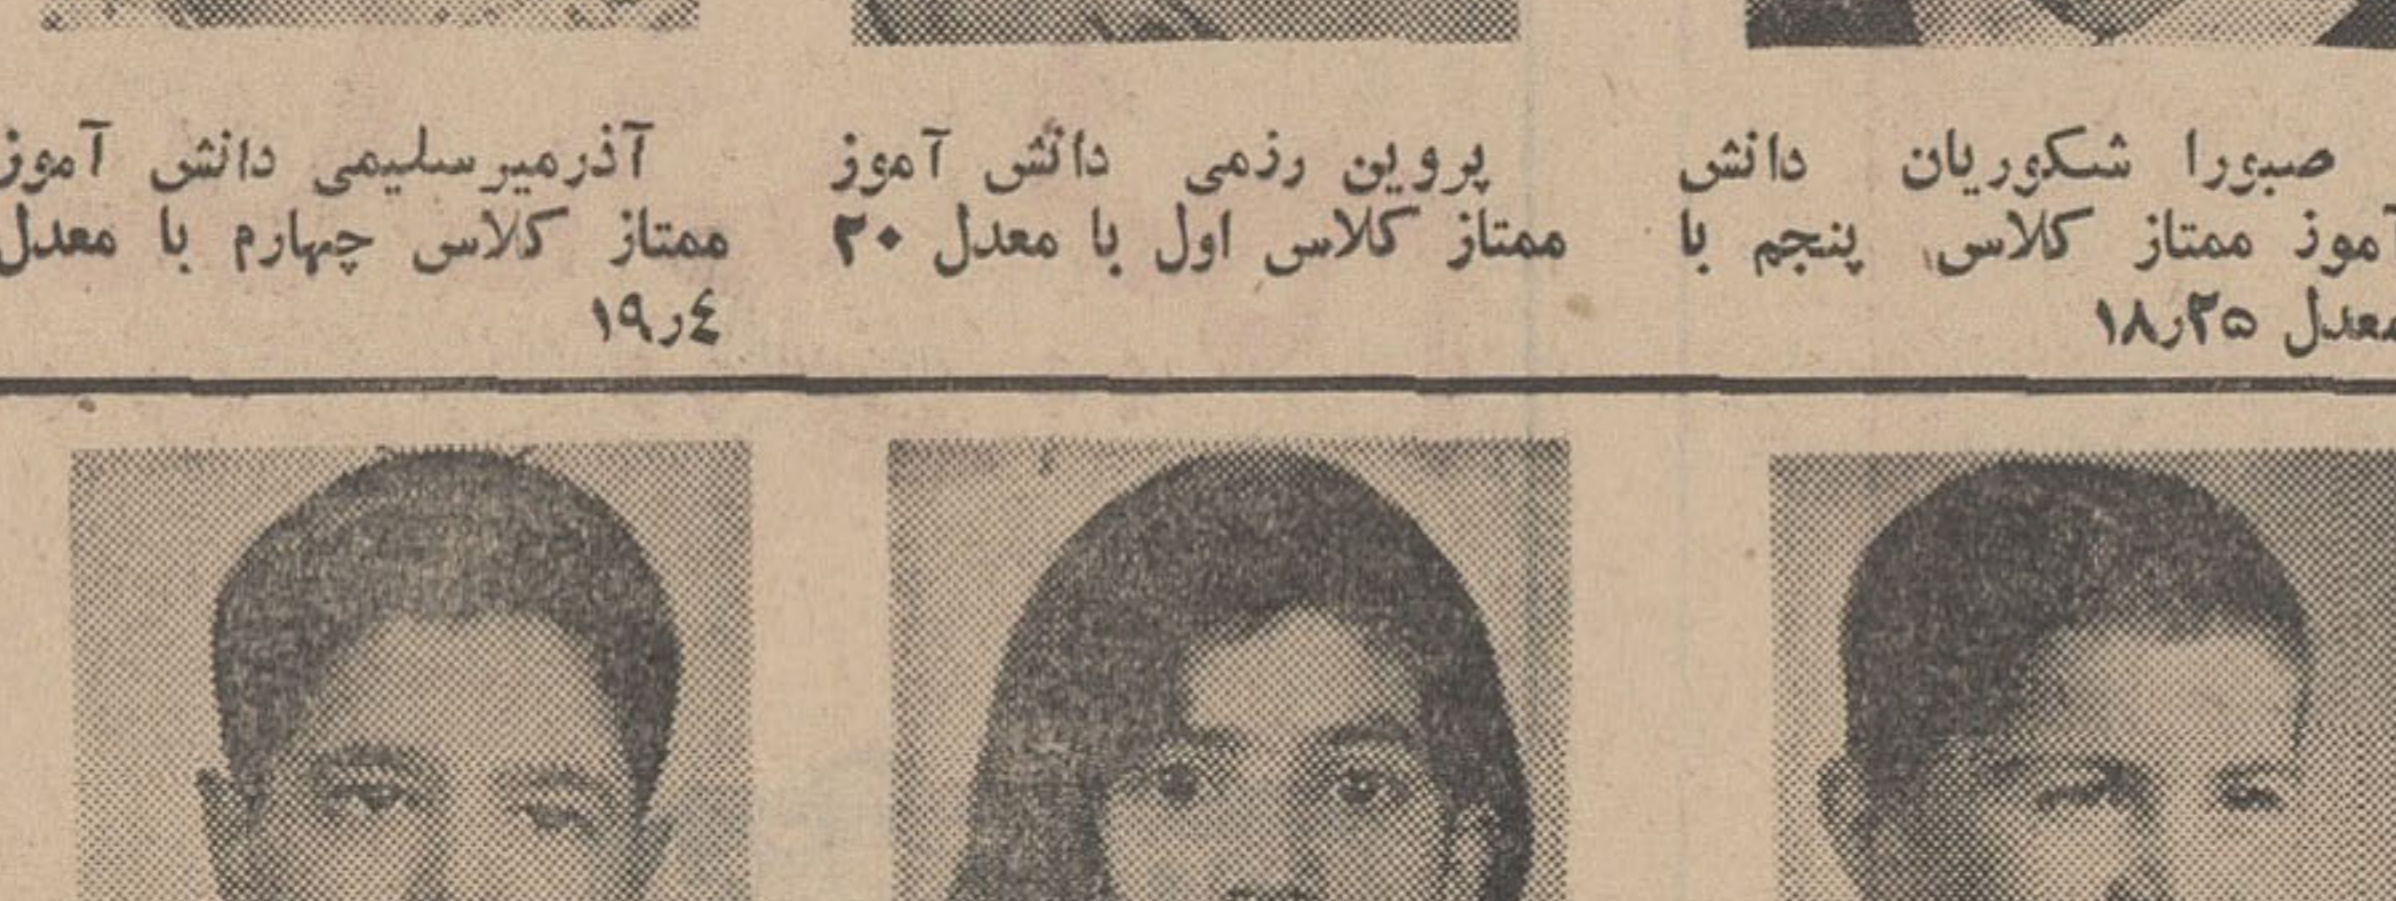 صبورا شکوریان دانش
آموز ممتاز کلاس پنجم با
معدل ۱۸٫۲۵
پروین رزمی دانش آموز
ممتاز کلاس اول با معدل ۲۰
آذرمیرسلیمی دانش آموز
ممتاز کلاس چهارم با معدل
۱۹٫٤